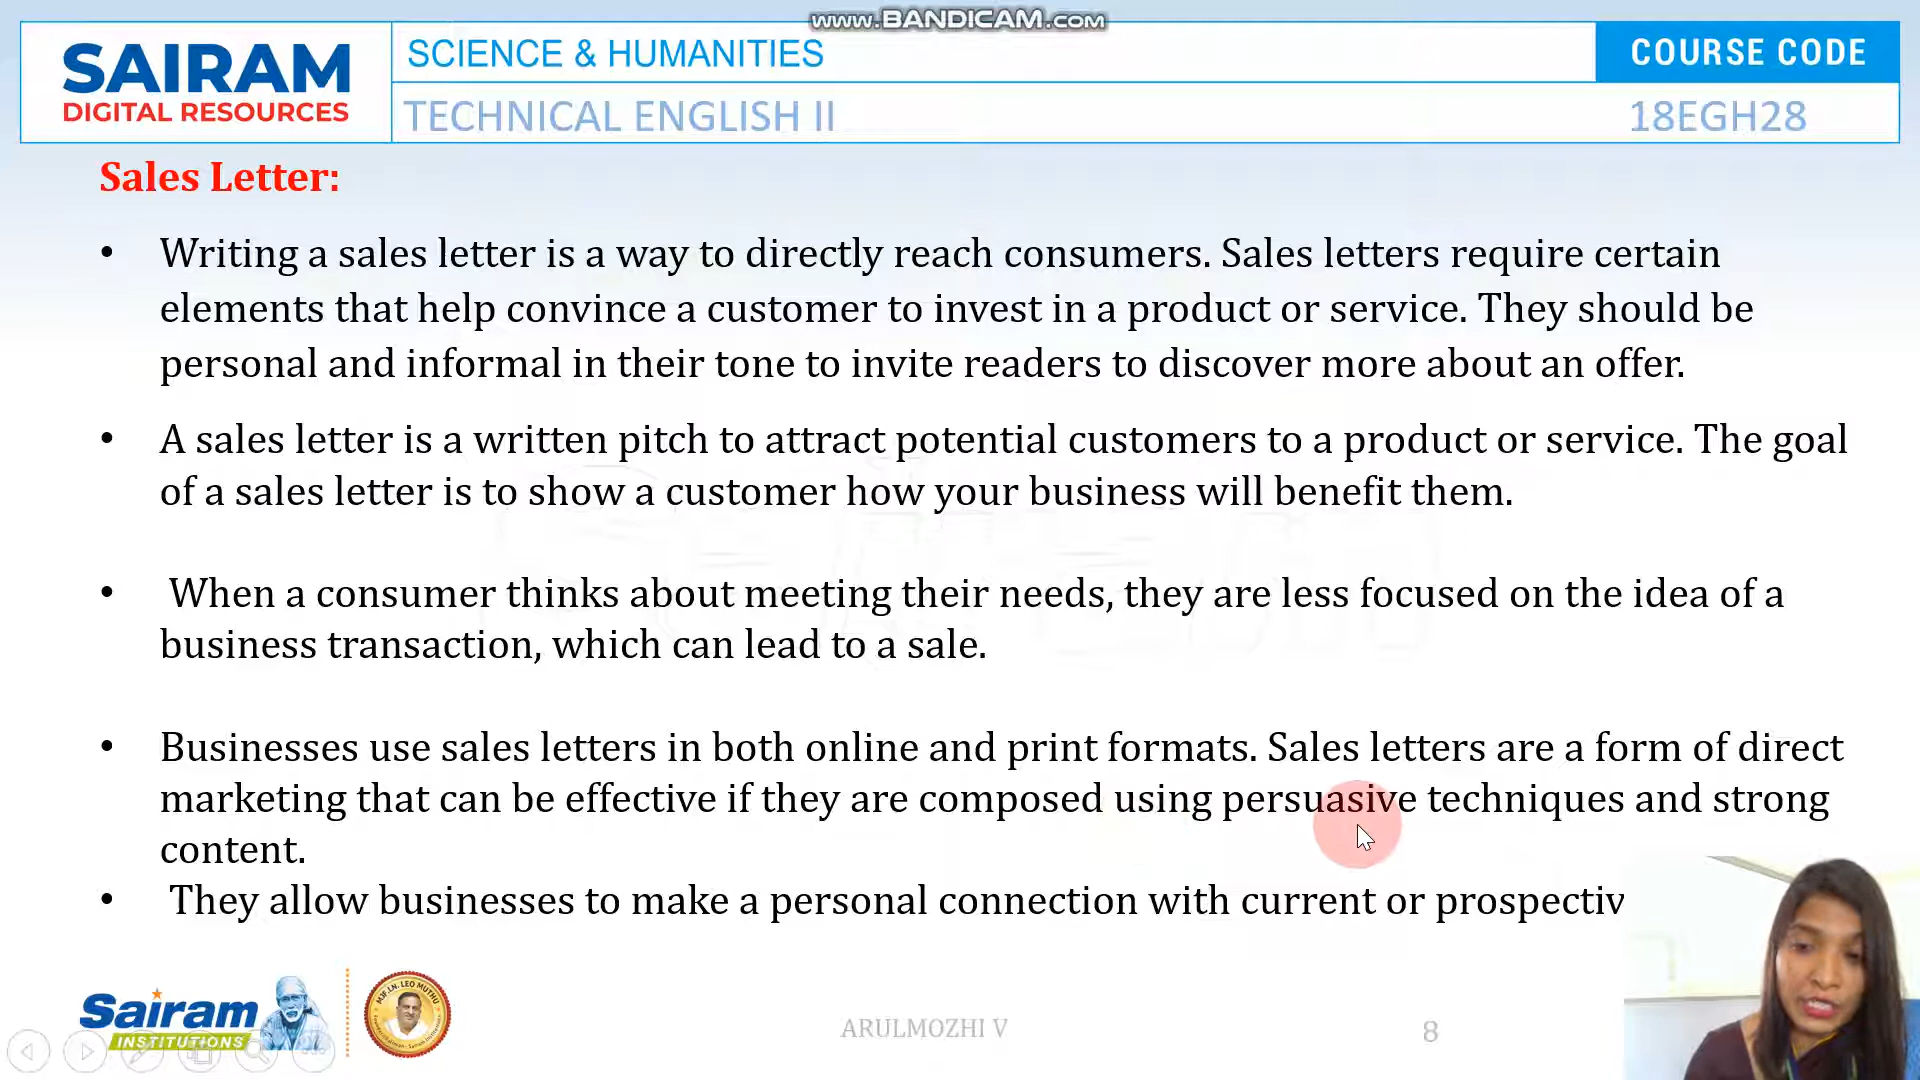 www.BANDICAM.com
SAIRAM
DIGITAL RESOURCES
SCIENCE & HUMANITIES
COURSE CODE
TECHNICAL ENGLISH II
18EGH28
Sales Letter:
• Writing a sales letter is a way to directly reach consumers. Sales letters require certain
elements that help convince a customer to invest in a product or service. They should be
personal and informal in their tone to invite readers to discover more about an offer.
• A sales letter is a written pitch to attract potential customers to a product or service. The goal
of a sales letter is to show a customer how your business will benefit them.
• When a consumer thinks about meeting their needs, they are less focused on the idea of a
business transaction, which can lead to a sale.
• Businesses use sales letters in both online and print formats. Sales letters are a form of direct
marketing that can be effective if they are composed using persuasive techniques and strong
content.
• They allow businesses to make a personal connection with current or prospectiv
Sairam
INSTITUTIONS
MJF.LN. LEO MUTHU
ARULMOZHI V
8